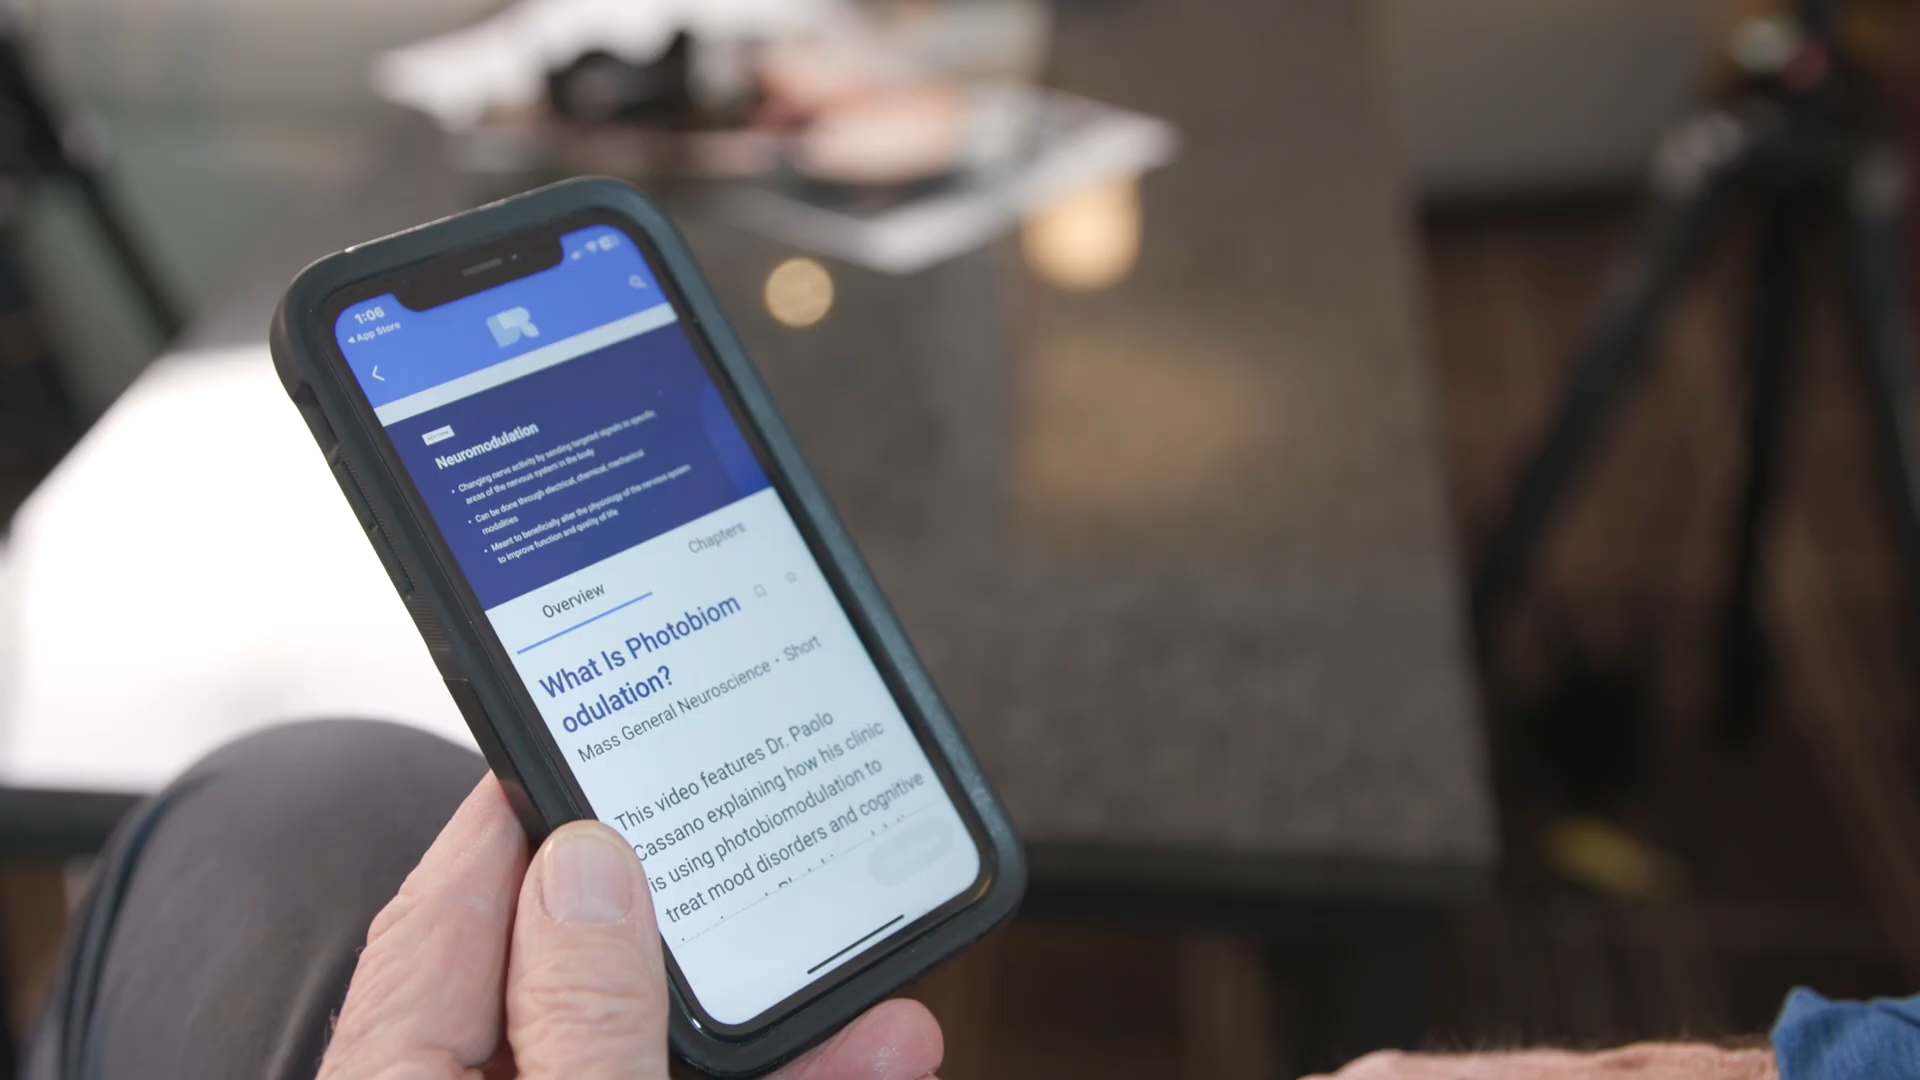 1:06
App Store
Neuromodulation
• Changing nerve activity by sending targeted signals to specific
areas of the nervous system in the body
• Can be done through electrical, chemical, mechanical
modalities
• Meant to beneficially alter the physiology of the nervous system
to improve function and quality of life
Overview
Chapters
What Is Photobiom
odulation?
Mass General Neuroscience • Short
This video features Dr. Paolo
Cassano explaining how his clinic
is using photobiomodulation to
treat mood disorders and cognitive